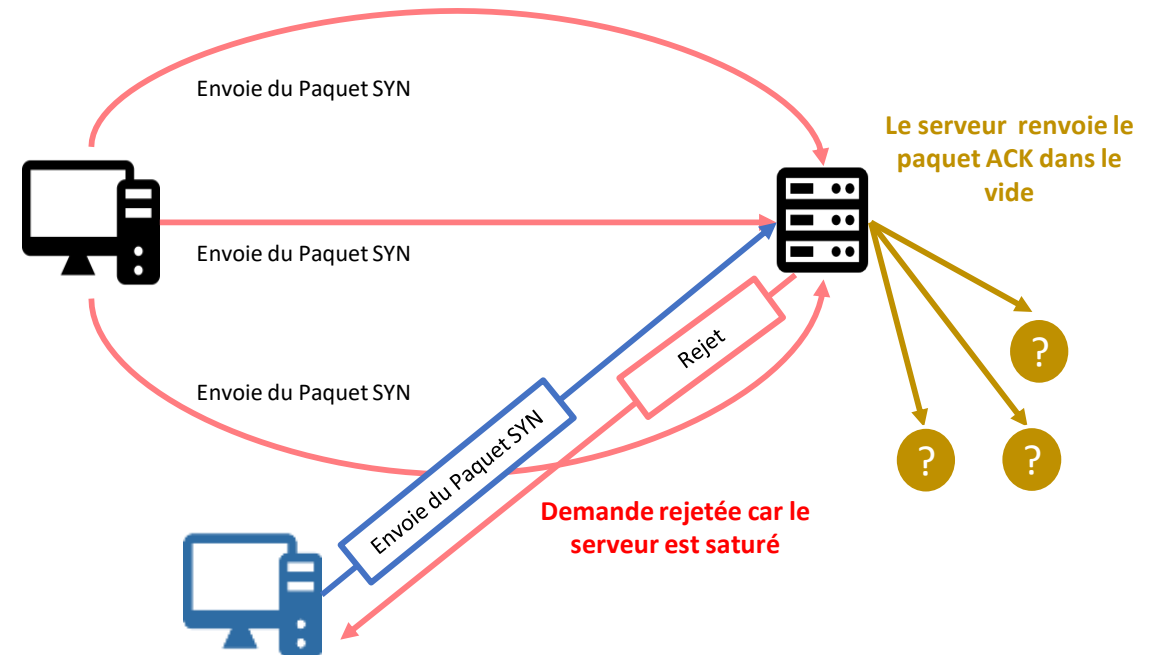 Envoie du Paquet SYN
Le serveur renvoie le
paquet ACK dans le
vide
Envoie du Paquet SYN
Rejet
?
Envoie du Paquet SYN
Envoie du Paquet SYN
?
?
Demande rejetée car le
serveur est saturé